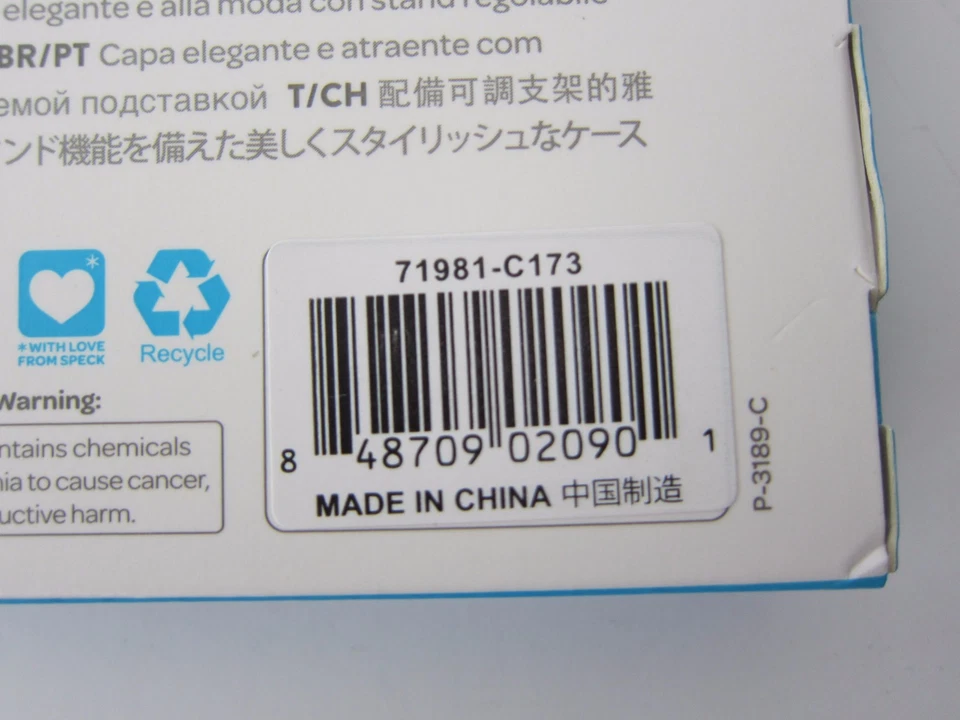 elegante e alla moda con stand regolabile
BR/PT Capa elegante e atraente com
емой подставкой T/CH 配備可調支架的雅
ンド機能を備えた美しくスタイリッシュなケース
*WITH LOVE
FROM SPECK
Recycle
Warning:
ntains chemicals
nia to cause cancer,
uctive harm.
71981-C173
8 48709 02090 1
MADE IN CHINA 中国制造
P-3189-C